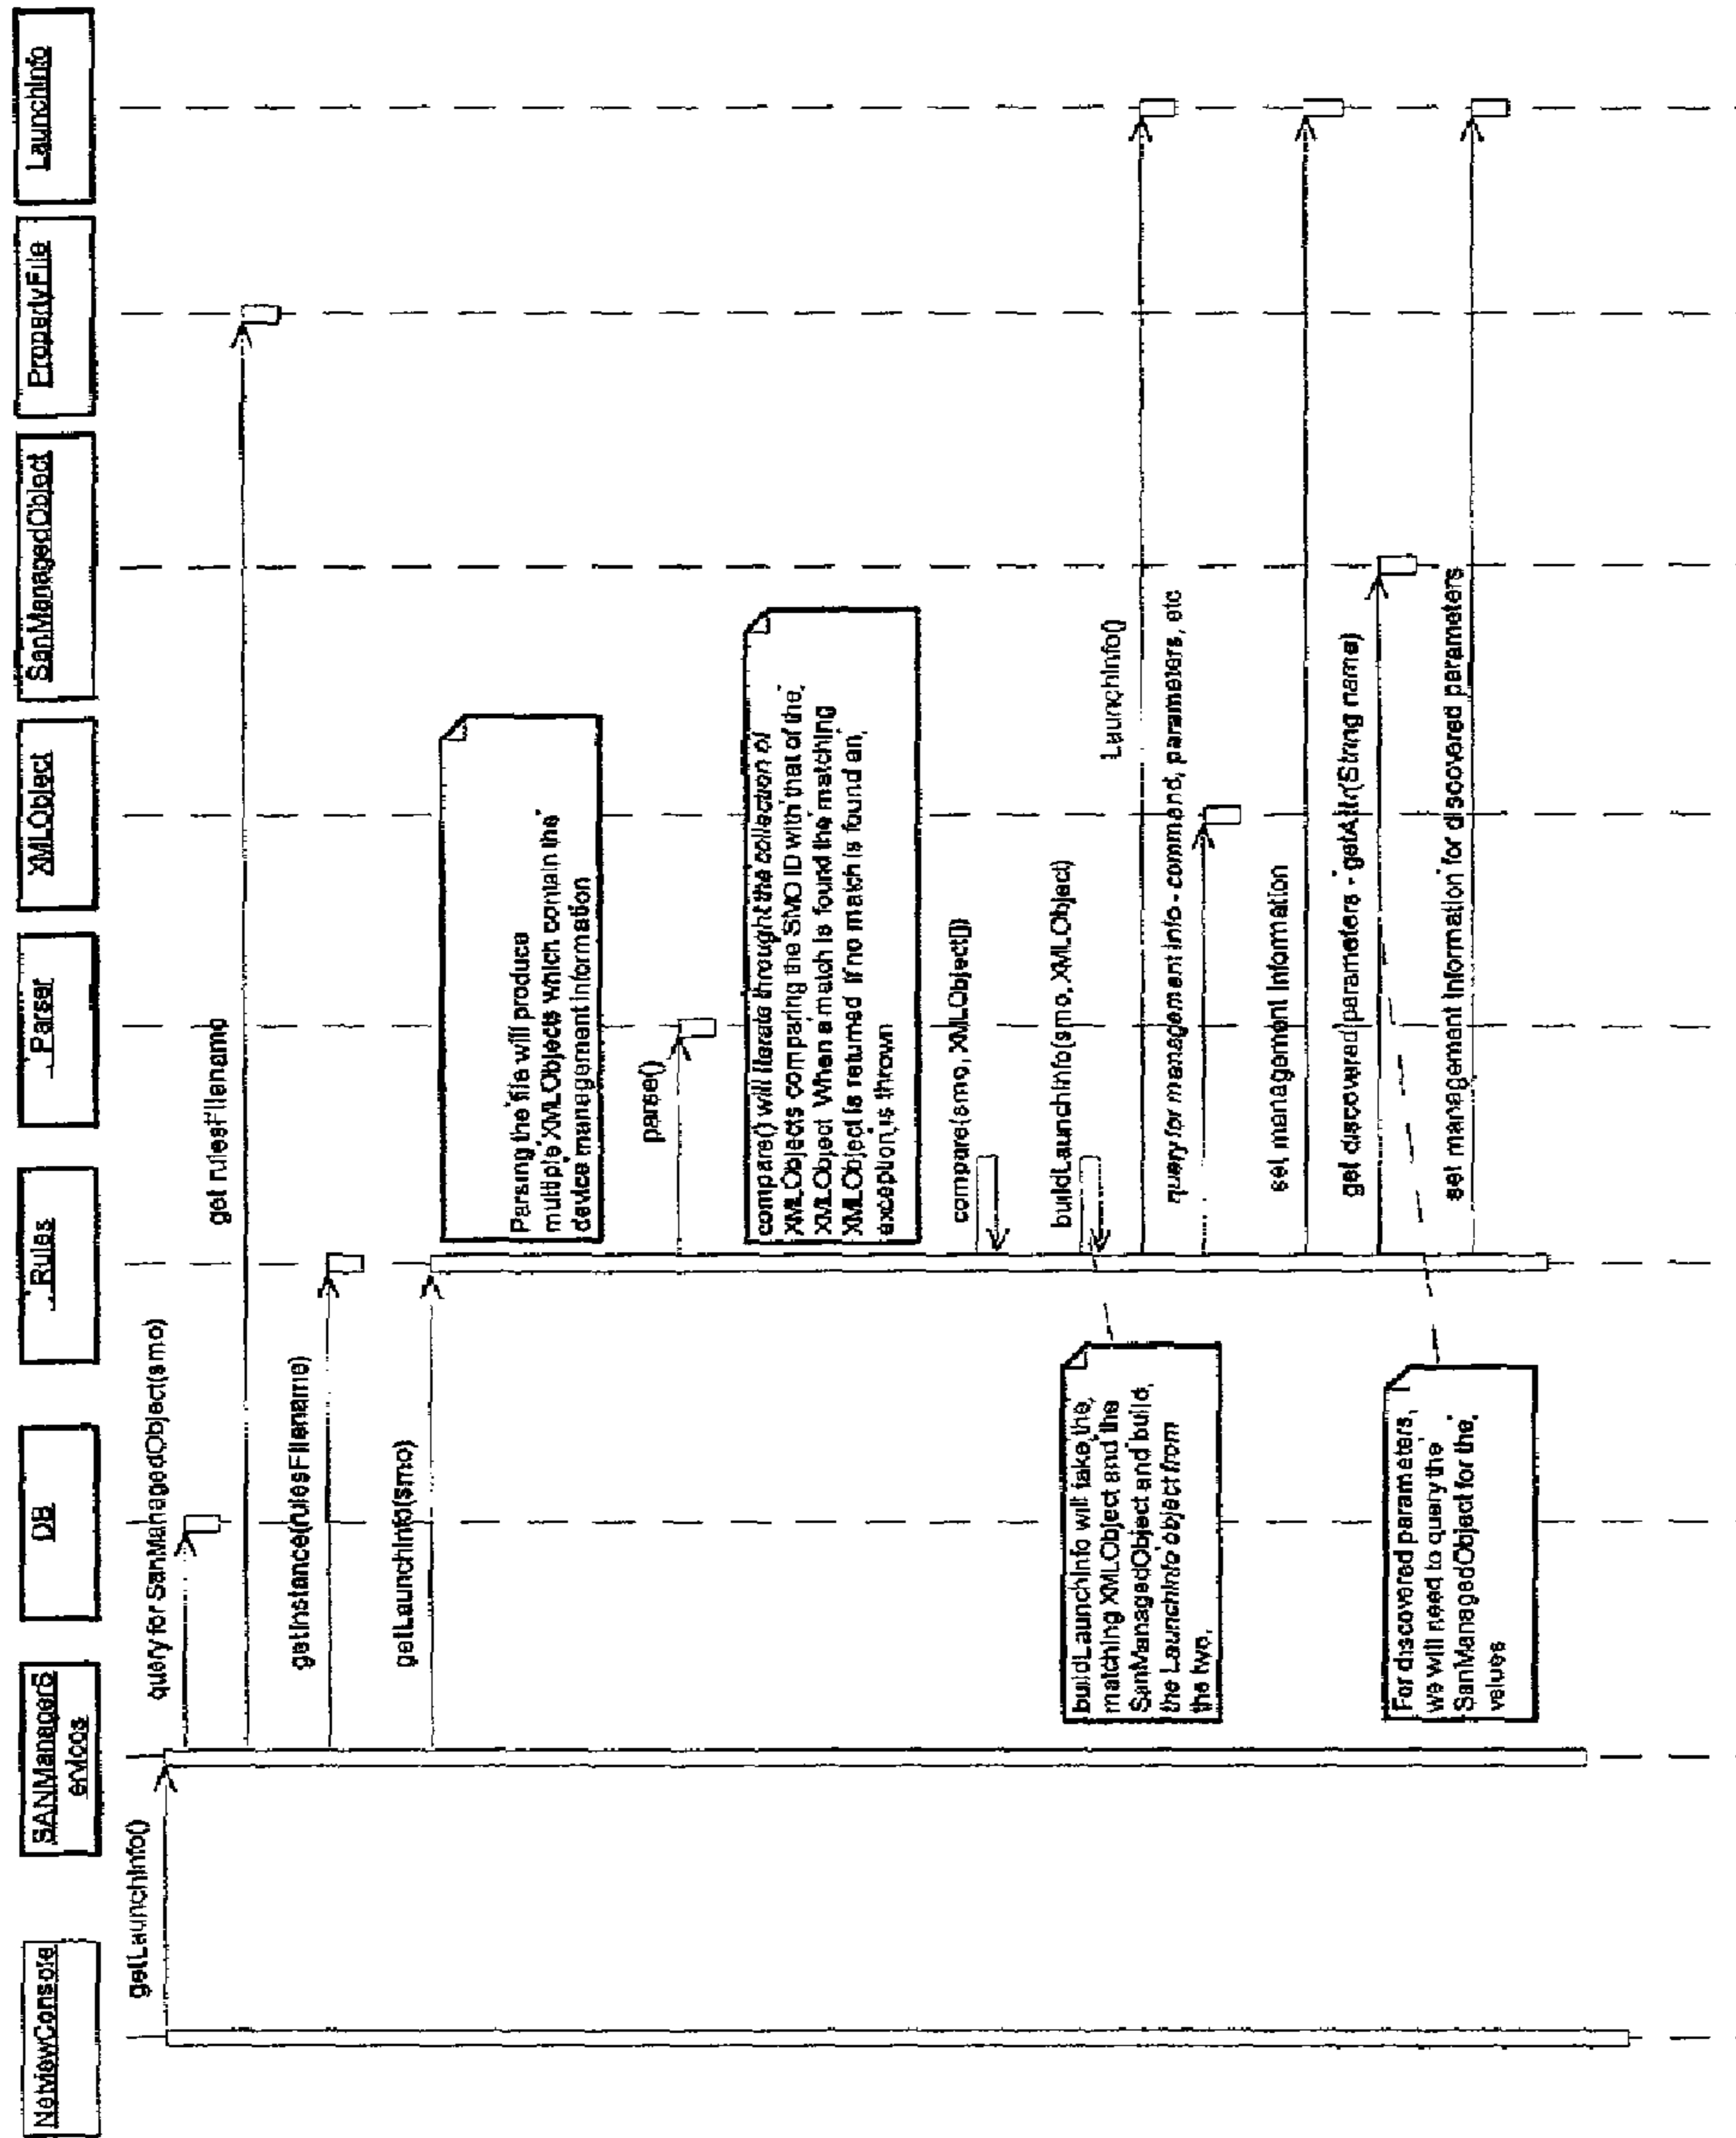 NetviewConsole
SANManagerS
ervices
DB
:Rules
:Parser
XMLObject
SanManagedObject
PropertyFile
LaunchInfo
getLaunchInfo()
query for SanManagedObject(smo)
get rulesFilename
getInstance(rulesFilename)
getLaunchInfo(smo)
Parsing the file will produce
multiple XMLObjects which contain the
device management information
parse()
compare() will iterate throught the collection of
XMLObjects comparing the SMO ID with that of the
XMLObject When a match is found the matching
XMLObject is returned If no match is found an
exception is thrown
compare(smo, XMLObject[])
buildLaunchInfo(smo, XMLObject)
buildLaunchInfo will take the
matching XMLObject and the
SanManagedObject and build
the LaunchInfo object from
the two.
LaunchInfo()
query for management info - command, parameters, etc
set management information
get discovered parameters - getAttr(String name)
For discovered parameters,
we will need to query the
SanManagedObject for the
values
set management information for discovered parameters